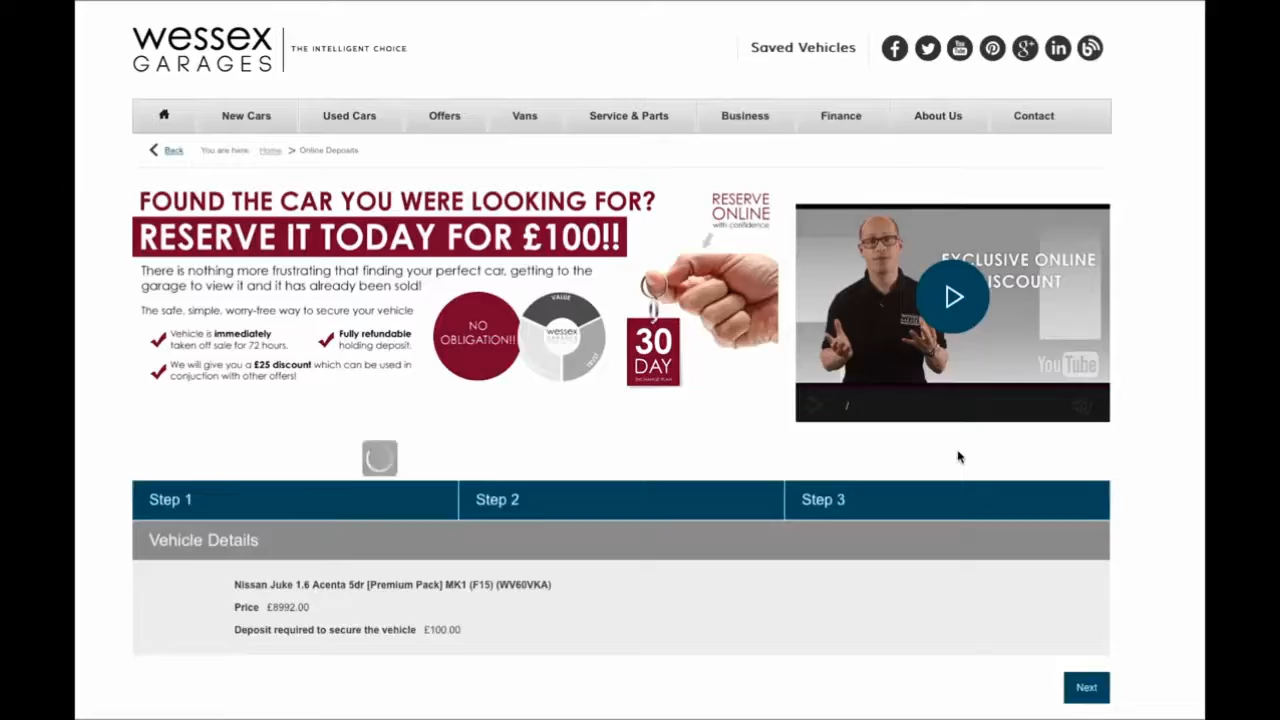 wessex
GARAGES
THE INTELLIGENT CHOICE
Saved Vehicles
New Cars
Used Cars
Offers
Vans
Service & Parts
Business
Finance
About Us
Contact
Back
You are here:
Home
> Online Deposits
FOUND THE CAR YOU WERE LOOKING FOR?
RESERVE IT TODAY FOR £100!!
There is nothing more frustrating that finding your perfect car, getting to the
garage to view it and it has already been sold!
The safe, simple, worry-free way to secure your vehicle
Vehicle is immediately
taken off sale for 72 hours.
Fully refundable
holding deposit.
We will give you a £25 discount which can be used in
conjuction with other offers!
NO
OBLIGATION!!
VALUE
wessex
GARAGES
TRUST
RESERVE
ONLINE
with confidence
30
DAY
EXCHANGE PLAN
EXCLUSIVE ONLINE
DISCOUNT
YouTube
/
Step 1
Step 2
Step 3
Vehicle Details
Nissan Juke 1.6 Acenta 5dr [Premium Pack] MK1 (F15) (WV60VKA)
Price £8992.00
Deposit required to secure the vehicle £100.00
Next